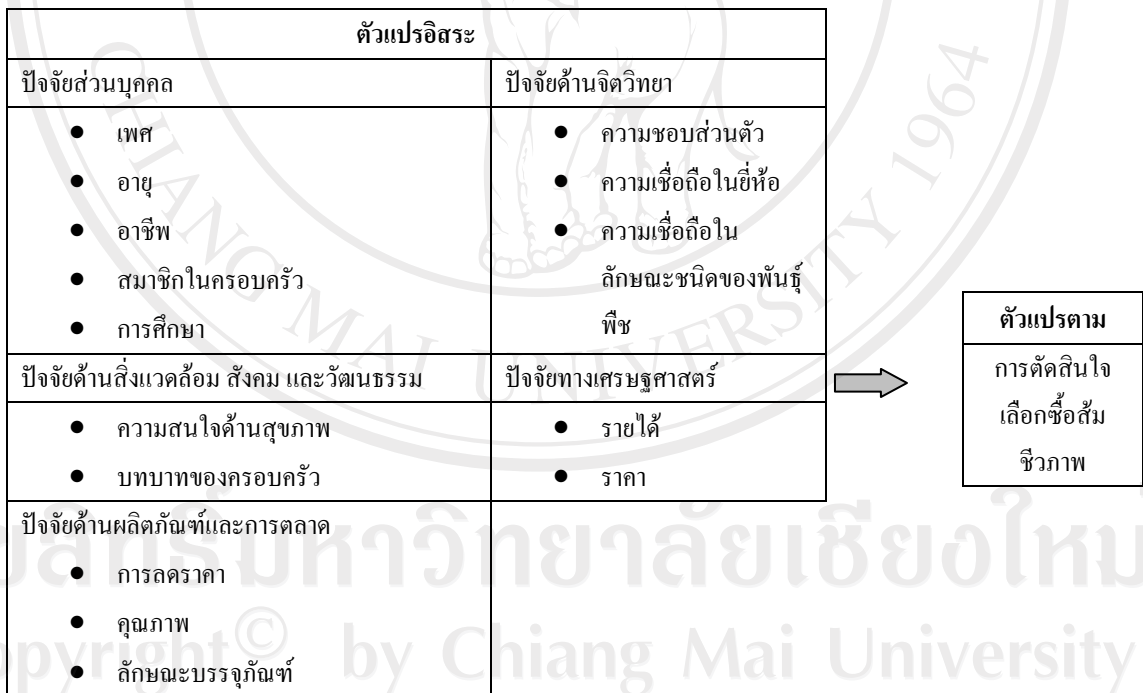 ตัวแปรอิสระ
ปัจจัยส่วนบุคคล
● เพศ
● อายุ
● อาชีพ
● สมาชิกในครอบครัว
● การศึกษา
ปัจจัยด้านจิตวิทยา
● ความชอบส่วนตัว
● ความเชื่อถือในยี่ห้อ
● ความเชื่อถือใน
ลักษณะชนิดของพันธุ์
พืช
ปัจจัยด้านสิ่งแวดล้อม สังคม และวัฒนธรรม
● ความสนใจด้านสุขภาพ
● บทบาทของครอบครัว
ปัจจัยทางเศรษฐศาสตร์
● รายได้
● ราคา
ปัจจัยด้านผลิตภัณฑ์และการตลาด
● การลดราคา
● คุณภาพ
● ลักษณะบรรจุภัณฑ์
ตัวแปรตาม
การตัดสินใจ
เลือกซื้อส้ม
ชีวภาพ
CHIANG MAI UNIVERSITY 1964
มหาวิทยาลัยเชียงใหม่
opyright© by Chiang Mai University